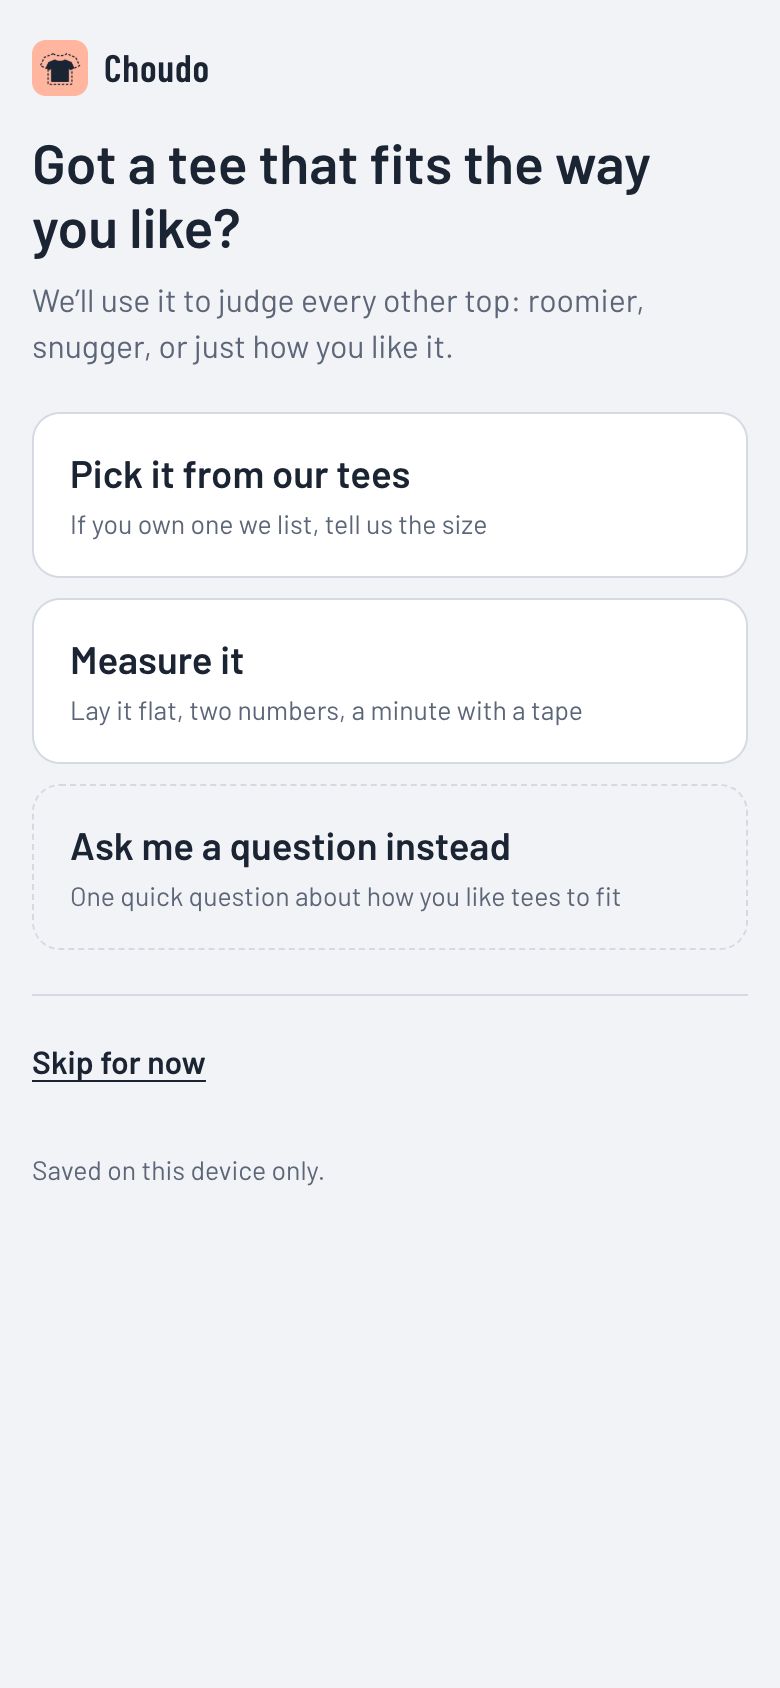 Choudo
Got a tee that fits the way
you like?
We’ll use it to judge every other top: roomier,
snugger, or just how you like it.
Pick it from our tees
If you own one we list, tell us the size
Measure it
Lay it flat, two numbers, a minute with a tape
Ask me a question instead
One quick question about how you like tees to fit
Skip for now
Saved on this device only.